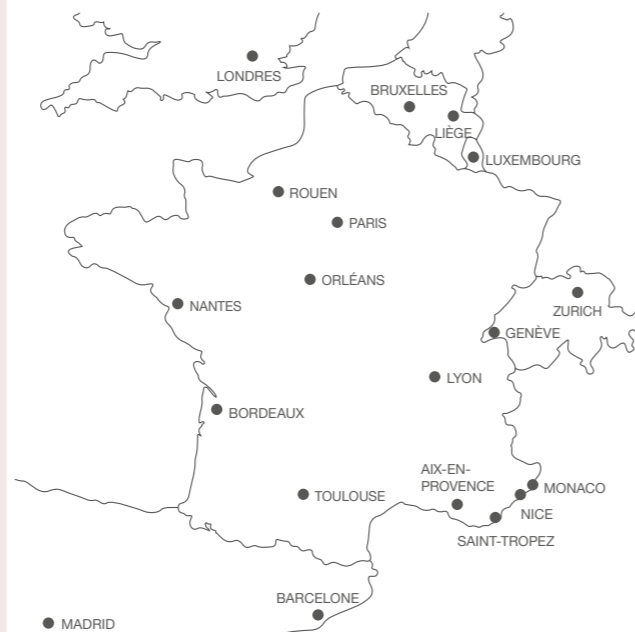 LONDRES
BRUXELLES
LIÈGE
LUXEMBOURG
ROUEN
PARIS
ORLÉANS
ZURICH
NANTES
GENÈVE
LYON
BORDEAUX
AIX-EN-
PROVENCE
MONACO
TOULOUSE
NICE
SAINT-TROPEZ
BARCELONE
MADRID